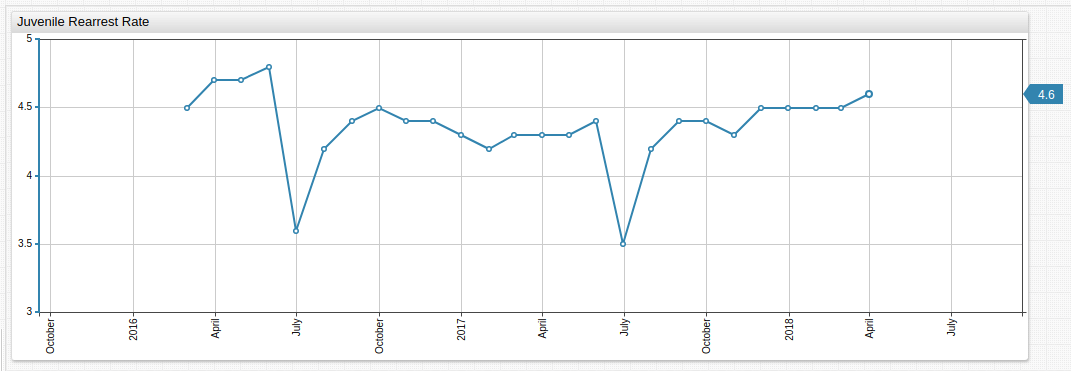 Juvenile Rearrest Rate
5
4.5
4
3.5
3
4.6
October
2016
April
July
October
2017
April
July
October
2018
April
July